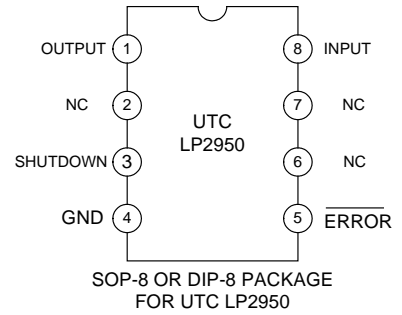 OUTPUT 1 8 INPUT
NC 2 7 NC
UTC
LP2950
SHUTDOWN 3 6 NC
GND 4 5 ERROR
SOP-8 OR DIP-8 PACKAGE
FOR UTC LP2950